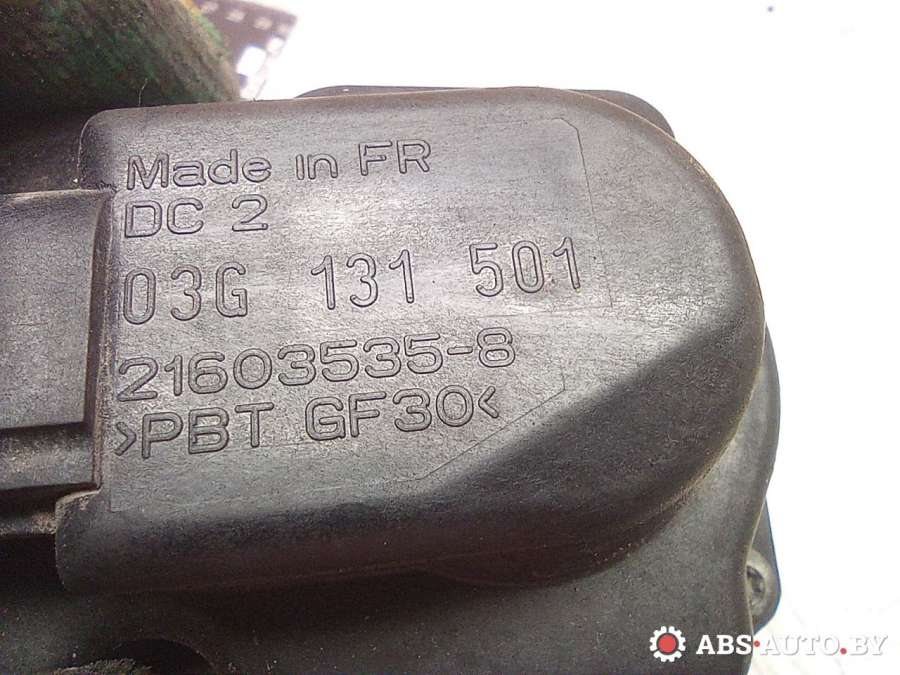 Made in FR
DC 2
03G 131 501
21603535-8
>PBT GF30<
ABS-AUTO.BY